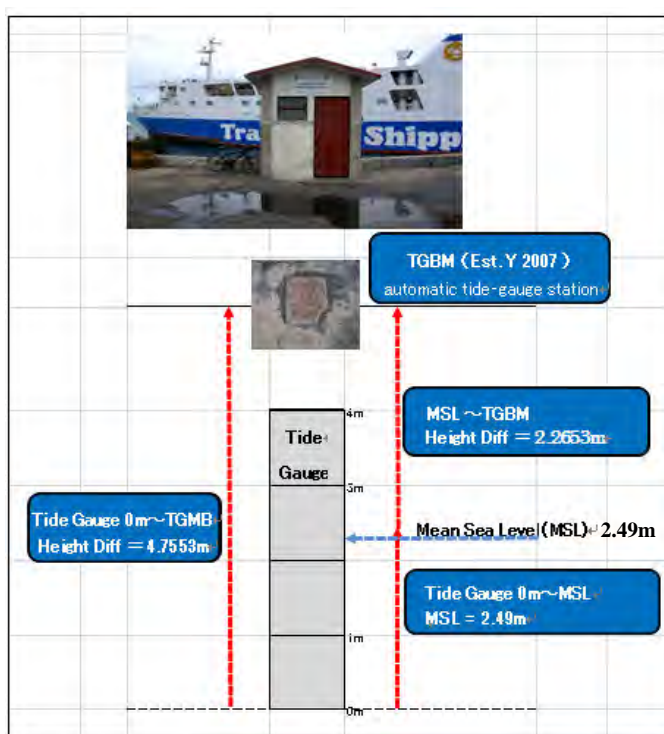 Tra Shipp
TGBM (Est. Y 2007 )
automatic tide-gauge station
4m
MSL～TGBM
Height Diff ＝2.2653m
Tide
Gauge
3m
Tide Gauge 0m～TGMB
Height Diff ＝4.7553m
Mean Sea Level(MSL) 2.49m
Tide Gauge 0m～MSL
MSL = 2.49m
1m
0m